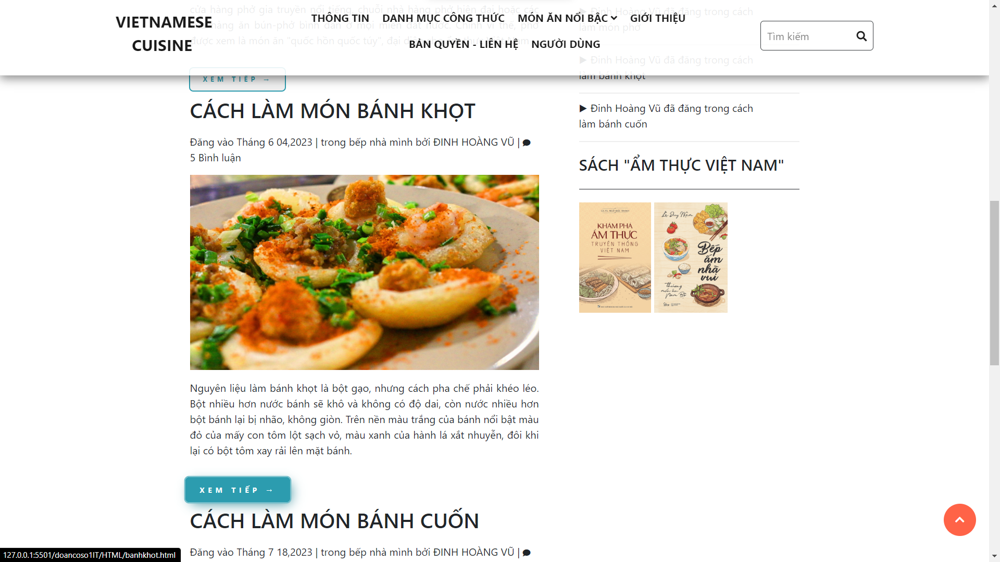 VIETNAMESE
CUISINE
THÔNG TIN
DANH MỤC CÔNG THỨC
MÓN ĂN NỔI BẬC
GIỚI THIỆU
BẢN QUYỀN - LIÊN HỆ
NGƯỜI DÙNG
Tìm kiếm
cửa hàng phở gia truyền nổi tiếng, chuỗi nhà hàng phở hiện đại hoặc các
hàng ăn bún-phở bình dân ở mọi miền đất nước. Chính vì thế, phở
được xem là món ăn "quốc hồn quốc túy", đại diện cho ẩm thực Việt Nam
XEM TIẾP →
CÁCH LÀM MÓN BÁNH KHỌT
Đăng vào Tháng 6 04,2023 | trong bếp nhà mình bởi ĐINH HOÀNG VŨ |
5 Bình luận
Nguyên liệu làm bánh khọt là bột gạo, nhưng cách pha chế phải khéo léo.
Bột nhiều hơn nước bánh sẽ khô và không có độ dai, còn nước nhiều hơn
bột bánh lại bị nhão, không giòn. Trên nền màu trắng của bánh nổi bật màu
đỏ của mấy con tôm lột sạch vỏ, màu xanh của hành lá xắt nhuyễn, đôi khi
lại có bột tôm xay rải lên mặt bánh.
XEM TIẾP →
CÁCH LÀM MÓN BÁNH CUỐN
Đăng vào Tháng 7 18,2023 | trong bếp nhà mình bởi ĐINH HOÀNG VŨ |
▶ Đinh Hoàng Vũ đã đăng trong cách
làm món phở
▶ Đinh Hoàng Vũ đã đăng trong cách
làm bánh khọt
▶ Đinh Hoàng Vũ đã đăng trong cách
làm bánh cuốn
SÁCH "ẨM THỰC VIỆT NAM"
GS.TS. NGÔ ĐỨC THỊNH
KHÁM PHÁ
ẨM THỰC
TRUYỀN THỐNG
VIỆT NAM
Lê Duy Niệm
Bếp
ấm
nhà
vui
thương
món ăn
Nam Bộ
127.0.0.1:5501/doancoso1IT/HTML/banhkhot.html